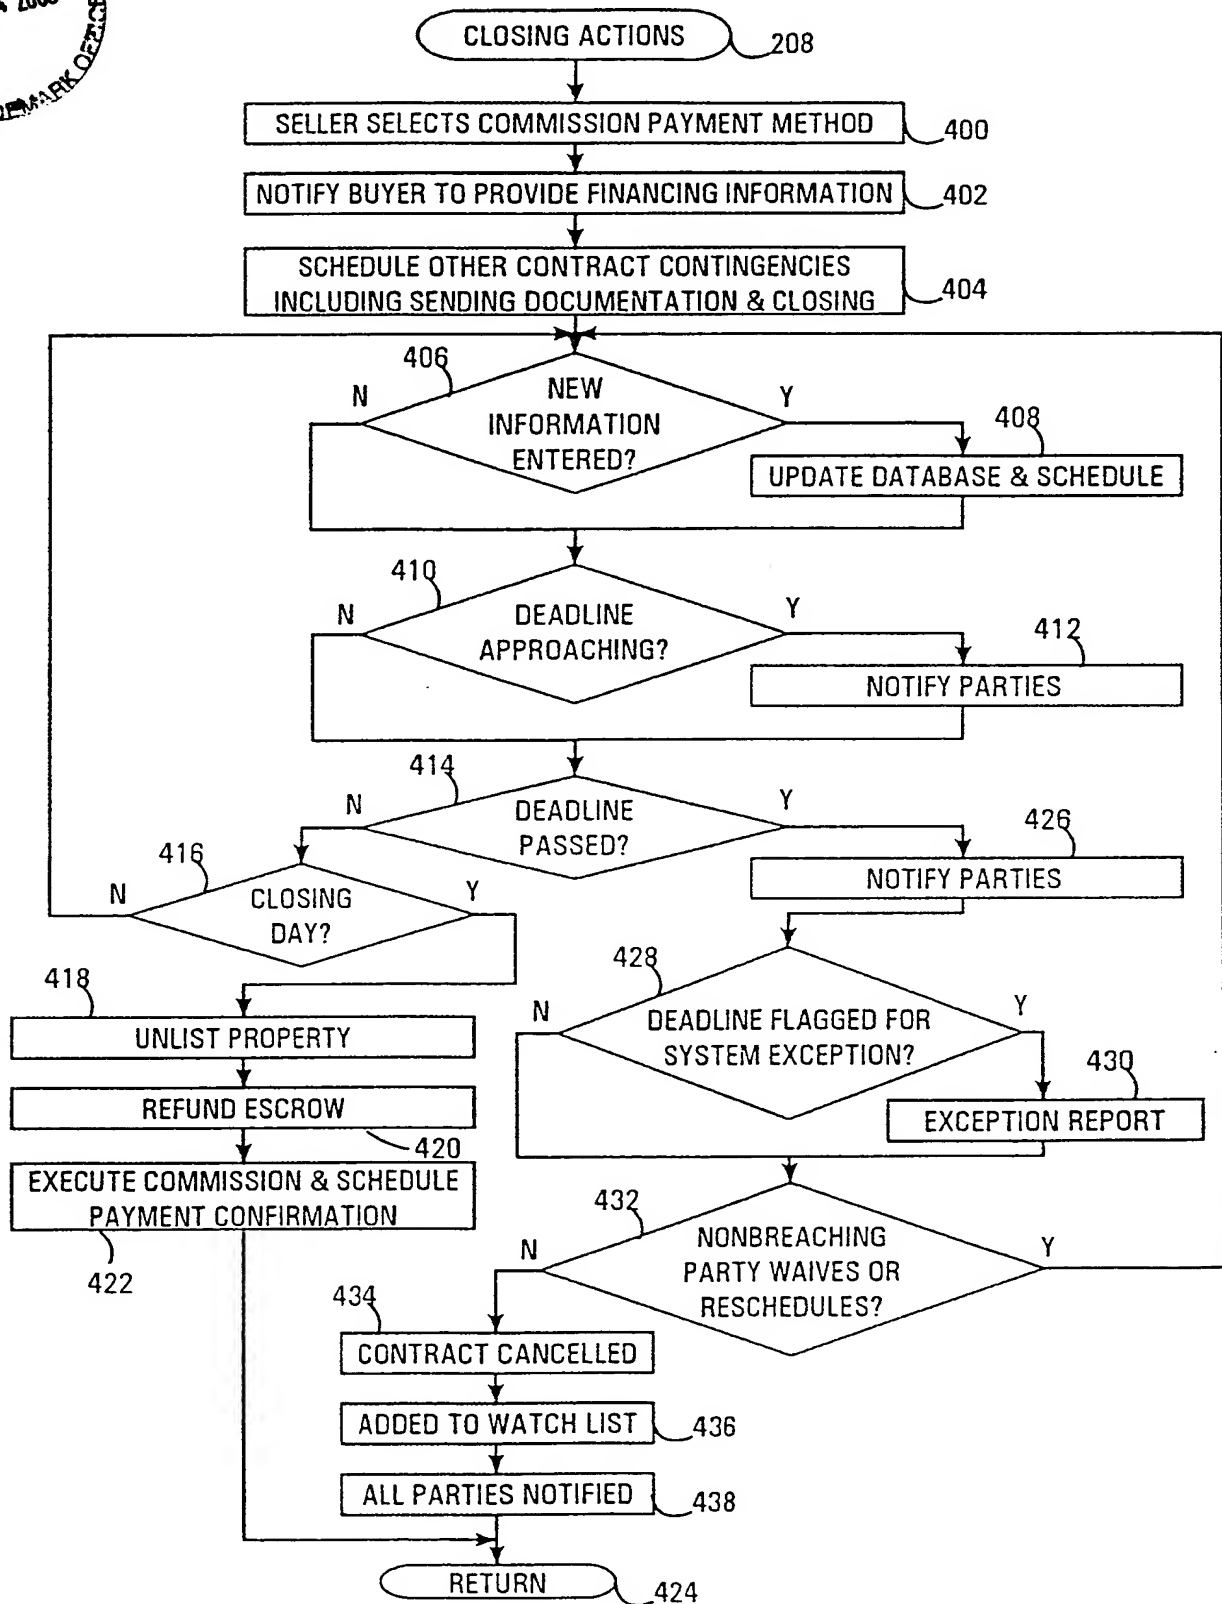 CLOSING ACTIONS
208
SELLER SELECTS COMMISSION PAYMENT METHOD
400
NOTIFY BUYER TO PROVIDE FINANCING INFORMATION
402
SCHEDULE OTHER CONTRACT CONTINGENCIES
INCLUDING SENDING DOCUMENTATION & CLOSING
404
406
N
NEW
INFORMATION
ENTERED?
Y
408
UPDATE DATABASE & SCHEDULE
410
N
DEADLINE
APPROACHING?
Y
412
NOTIFY PARTIES
414
N
DEADLINE
PASSED?
Y
426
NOTIFY PARTIES
416
N
CLOSING
DAY?
Y
418
UNLIST PROPERTY
REFUND ESCROW
420
EXECUTE COMMISSION & SCHEDULE
PAYMENT CONFIRMATION
422
428
N
DEADLINE FLAGGED FOR
SYSTEM EXCEPTION?
Y
430
EXCEPTION REPORT
432
N
NONBREACHING
PARTY WAIVES OR
RESCHEDULES?
Y
434
CONTRACT CANCELLED
ADDED TO WATCH LIST
436
ALL PARTIES NOTIFIED
438
RETURN
424